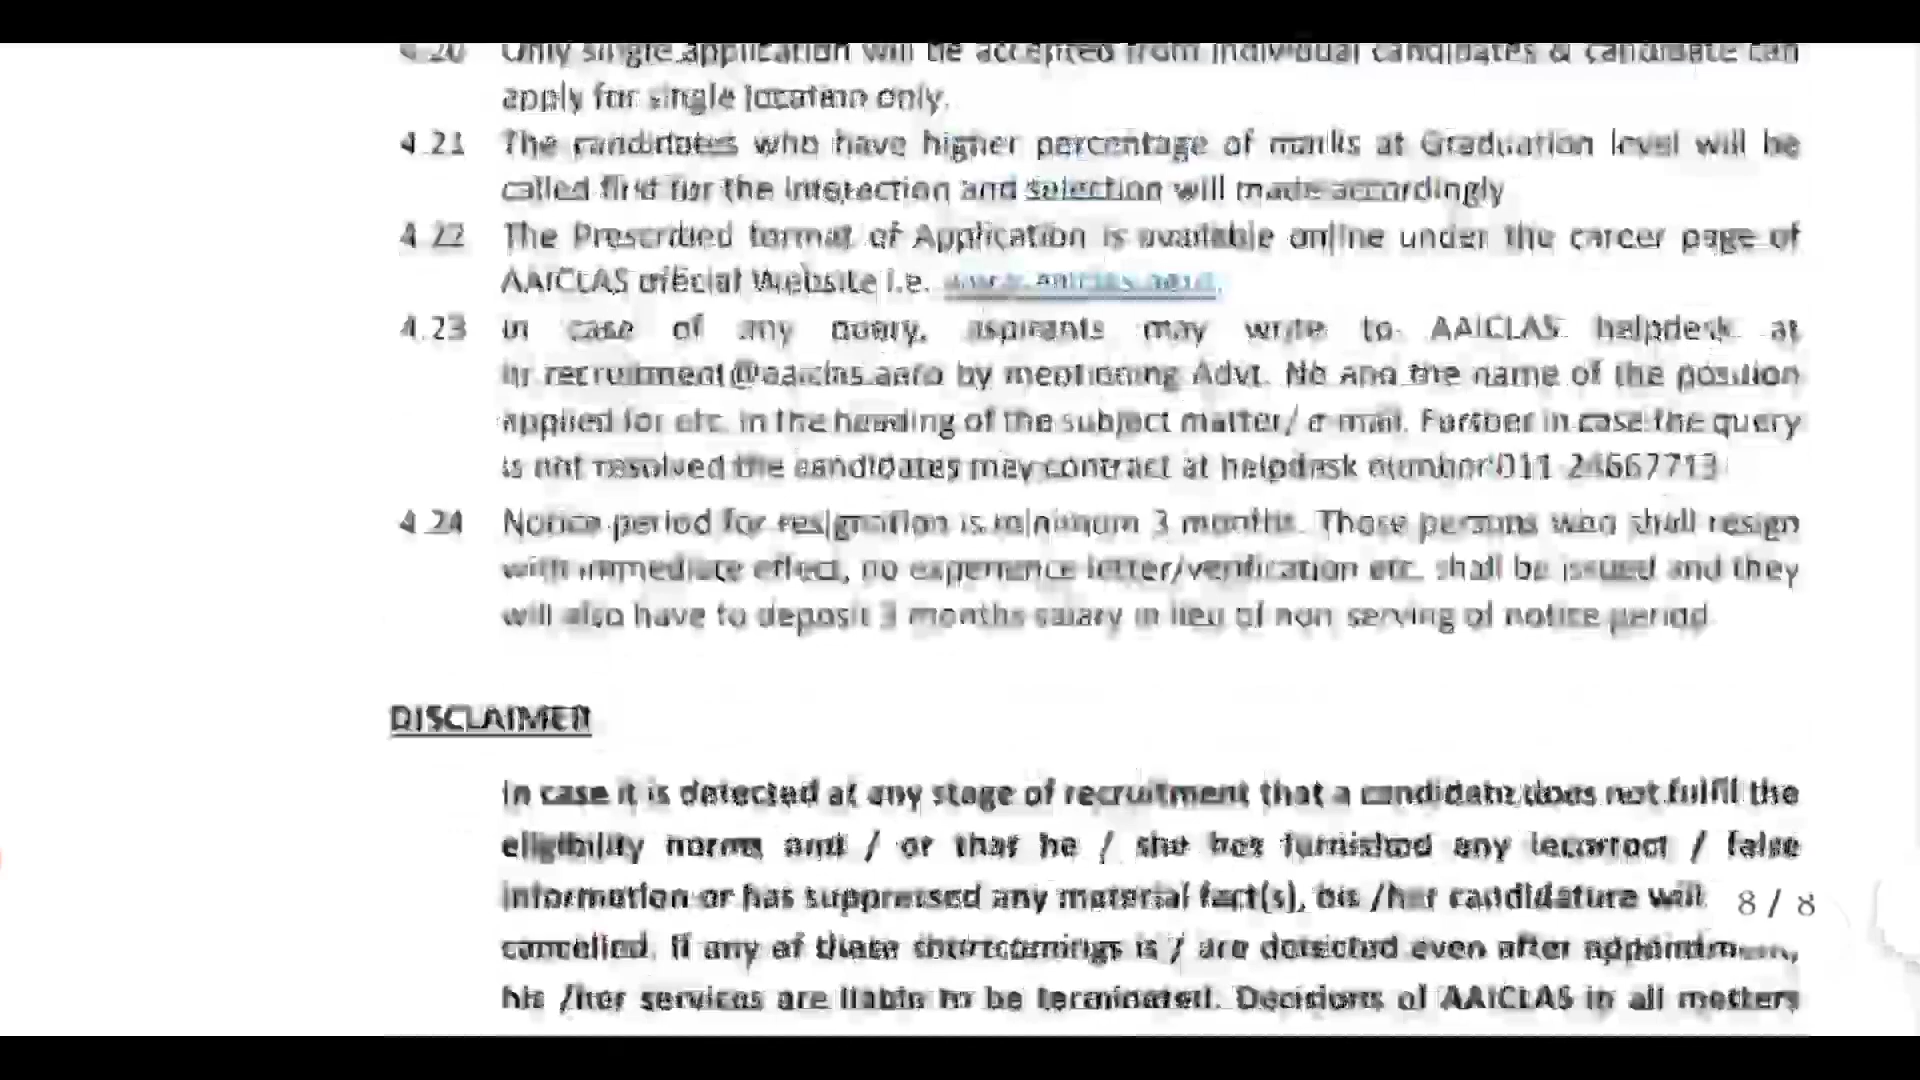 4.20 Only single application will be accepted from individual candidates & candidate can
apply for single location only.
4.21 The candidates who have higher percentage of marks at Graduation level will be
called first for the interaction and selection will made accordingly
4.22 The Prescribed format of Application is available online under the career page of
AAICLAS official Website i.e.
4.23 In case of any query, aspirants may write to AAICLAS helpdesk at
hr.recruitment@aaiclas.aero by mentioning Advt. No and the name of the position
applied for etc. in the heading of the subject matter/ e-mail. Further in case the query
is not resolved the candidates may contract at helpdesk number 011 24667713
4.24 Notice period for resignation is minimum 3 months. Those persons who shall resign
with immediate effect, no experience letter/verification etc. shall be issued and they
will also have to deposit 3 months salary in lieu of non serving of notice period
DISCLAIMER
In case it is detected at any stage of recruitment that a candidate does not fulfill the
eligibility norms and / or that he / she has furnished any incorrect / false
information or has suppressed any material fact(s), his /her candidature will
8 / 8
cancelled. If any of these shortcomings is / are detected even after appointment,
his /her services are liable to be terminated. Decisions of AAICLAS in all matters